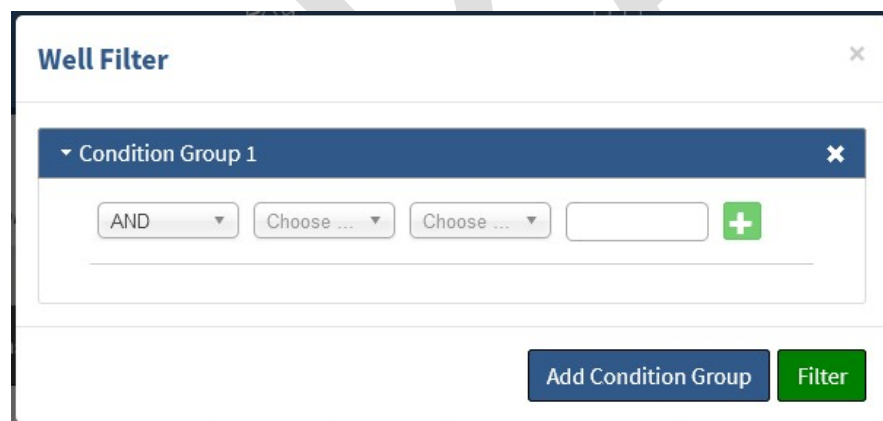 Well Filter
Condition Group 1
AND Choose ... Choose ...
Add Condition Group Filter